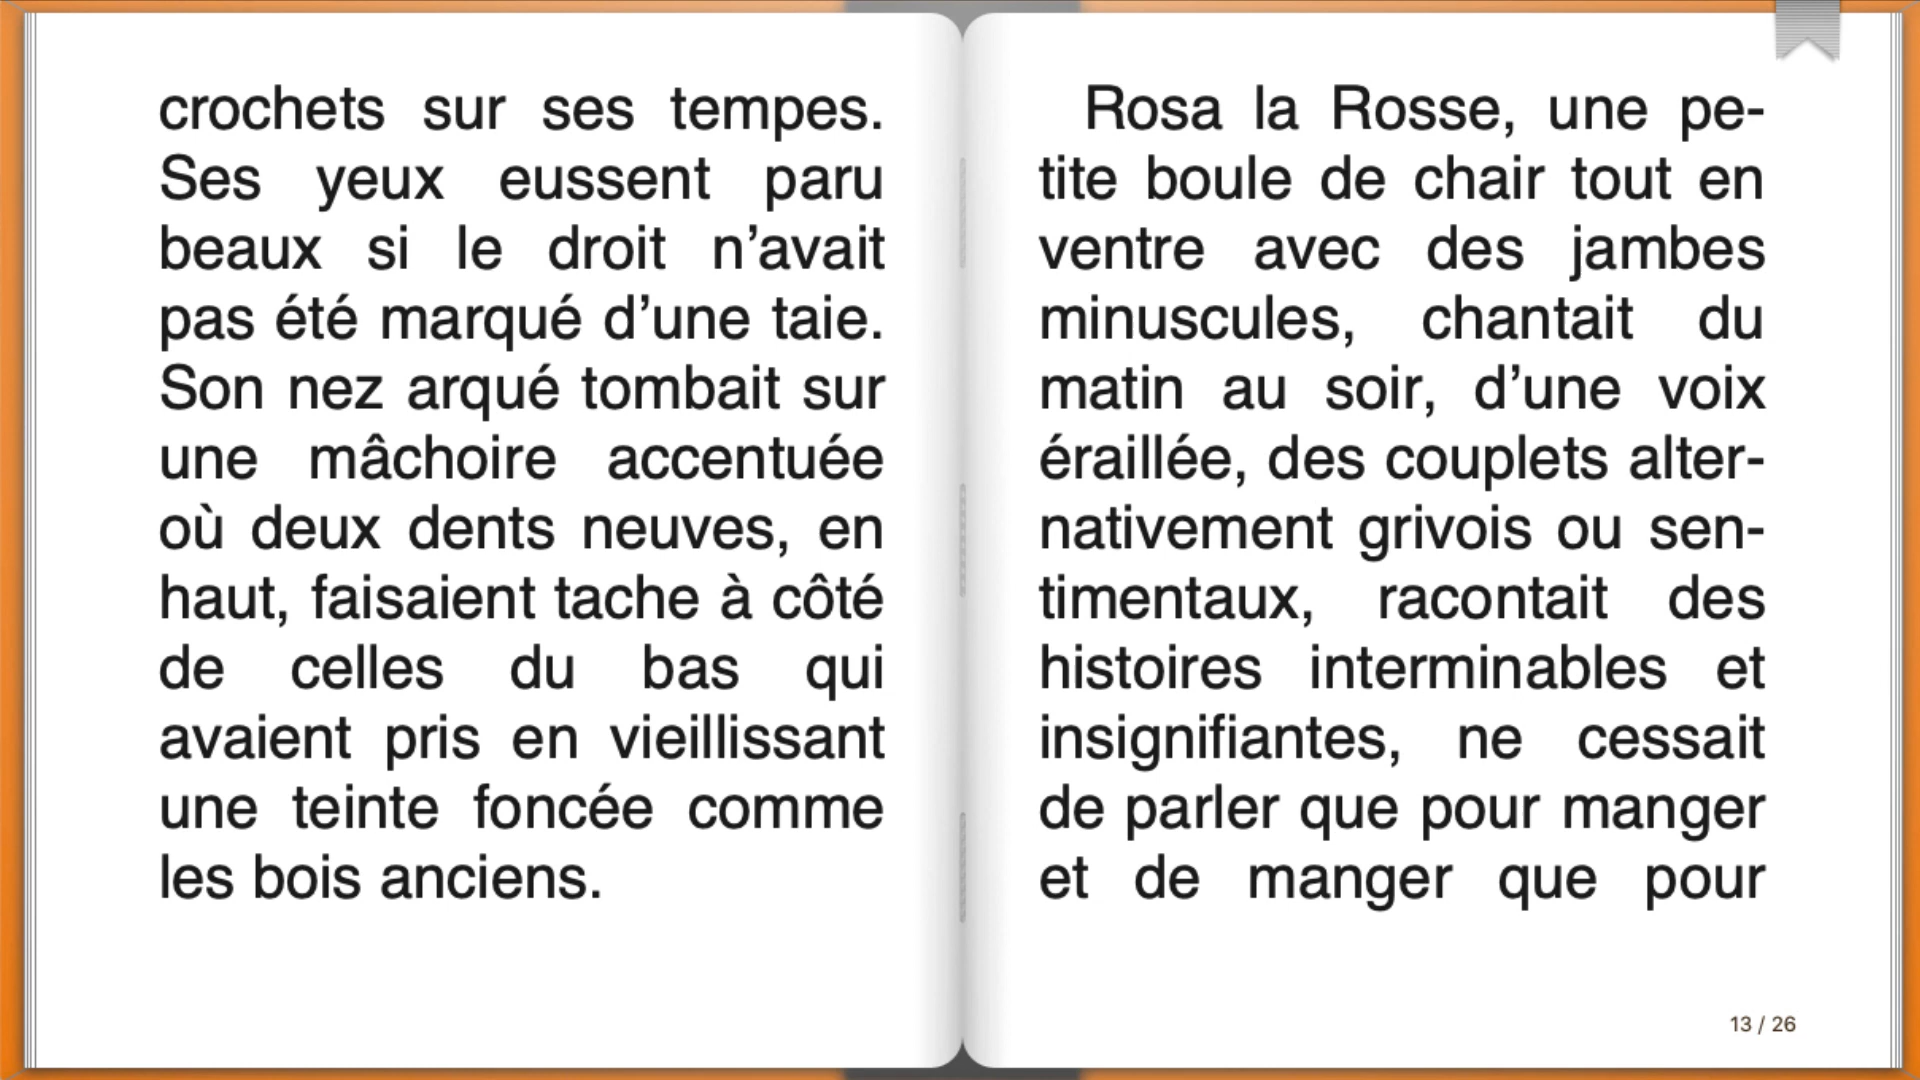 crochets sur ses tempes.
Ses yeux eussent paru
beaux si le droit n’avait
pas été marqué d’une taie.
Son nez arqué tombait sur
une mâchoire accentuée
où deux dents neuves, en
haut, faisaient tache à côté
de celles du bas qui
avaient pris en vieillissant
une teinte foncée comme
les bois anciens.
Rosa la Rosse, une pe-
tite boule de chair tout en
ventre avec des jambes
minuscules, chantait du
matin au soir, d’une voix
éraillée, des couplets alter-
nativement grivois ou sen-
timentaux, racontait des
histoires interminables et
insignifiantes, ne cessait
de parler que pour manger
et de manger que pour
13 / 26